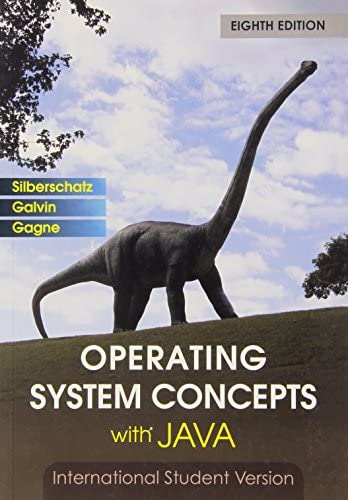 EIGHTH EDITION
Silberschatz
Galvin
Gagne
OPERATING
SYSTEM CONCEPTS
with JAVA
International Student Version